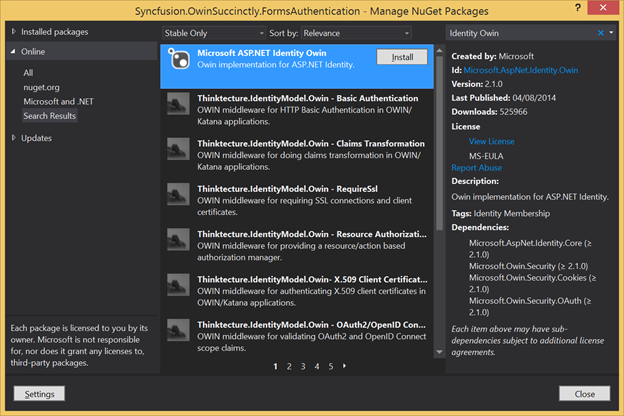 Syncfusion.OwinSuccinctly.FormsAuthentication - Manage NuGet Packages
? ×
Installed packages
Online
All
nuget.org
Microsoft and .NET
Search Results
Updates
Each package is licensed to you by its
owner. Microsoft is not responsible
for, nor does it grant any licenses to,
third-party packages.
Stable Only
Sort by: Relevance
Microsoft ASP.NET Identity Owin
Install
Owin implementation for ASP.NET Identity.
Thinktecture.IdentityModel.Owin - Basic Authentication
OWIN middleware for HTTP Basic Authentication in OWIN/
Katana applications.
Thinktecture.IdentityModel.Owin - Claims Transformation
OWIN middleware for doing claims transformation in OWIN/
Katana applications.
Thinktecture.IdentityModel.Owin - RequireSsl
OWIN middleware for requiring SSL connections and client
certificates.
Thinktecture.IdentityModel.Owin - Resource Authorizati...
OWIN middleware for providing a resource/action based
authorization manager.
Thinktecture.IdentityModel.Owin- X.509 Client Certificat...
OWIN middleware for authenticating X.509 client certificates in
OWIN/Katana applications.
Thinktecture.IdentityModel.Owin - OAuth2/OpenID Con...
OWIN middleware for validating OAuth2 and OpenID Connect
scope claims.
1 2 3 4 5
Identity Owin
×
Created by: Microsoft
Id: Microsoft.AspNet.Identity.Owin
Version: 2.1.0
Last Published: 04/08/2014
Downloads: 525966
License
View License
MS-EULA
Report Abuse
Description:
Owin implementation for ASP.NET Identity.
Tags: Identity Membership
Dependencies:
Microsoft.AspNet.Identity.Core (≥
2.1.0)
Microsoft.Owin.Security (≥ 2.1.0)
Microsoft.Owin.Security.Cookies (≥
2.1.0)
Microsoft.Owin.Security.OAuth (≥
2.1.0)
Each item above may have sub-
dependencies subject to additional license
agreements.
Settings
Close